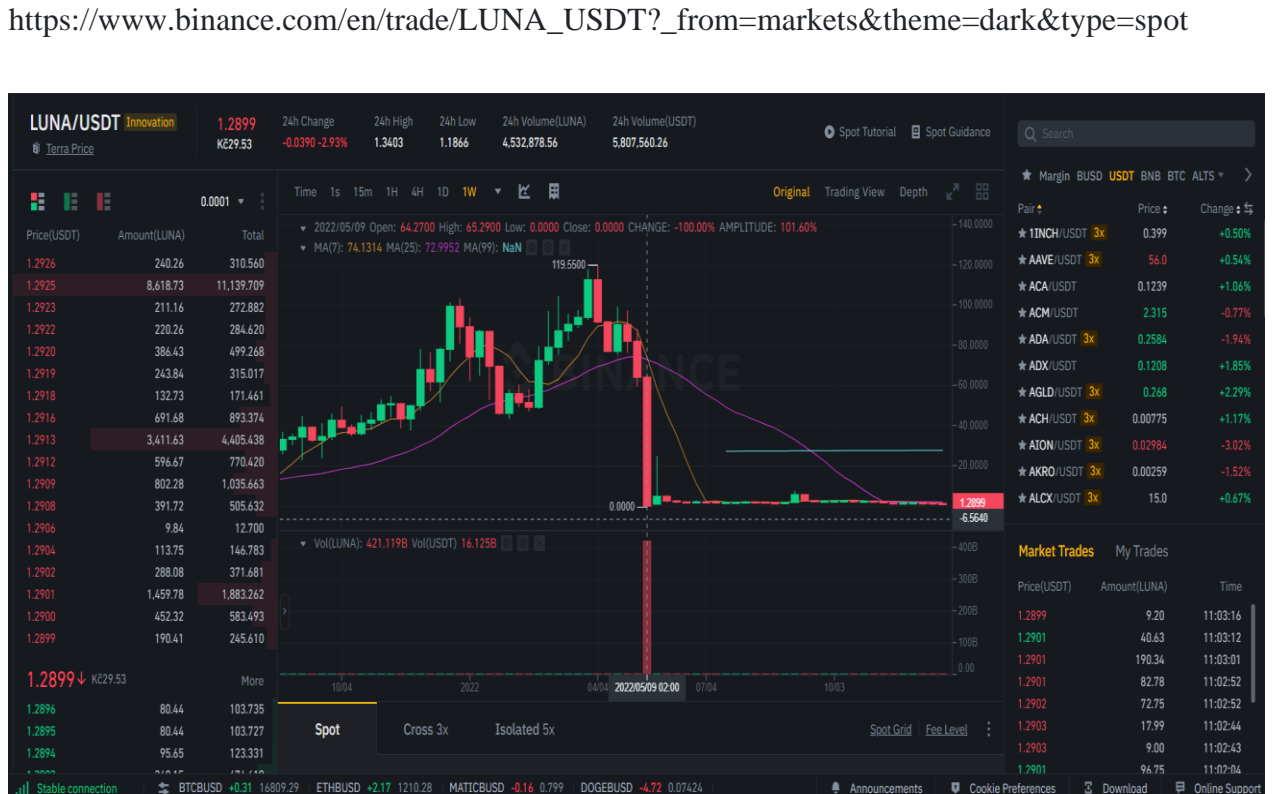 https://www.binance.com/en/trade/LUNA_USDT?_from=markets&theme=dark&type=spot
LUNA/USDT Innovation
Terra Price
1.2899
Kč29.53
24h Change
-0.0390 -2.93%
24h High
1.3403
24h Low
1.1866
24h Volume(LUNA)
4,532,878.56
24h Volume(USDT)
5,807,560.26
Spot Tutorial Spot Guidance
0.0001
Price(USDT) Amount(LUNA) Total
1.2926 240.26 310.560
1.2925 8,618.73 11,139.709
1.2923 211.16 272.882
1.2922 220.26 284.620
1.2920 386.43 499.268
1.2919 243.84 315.017
1.2918 132.73 171.461
1.2916 691.68 893.374
1.2913 3,411.63 4,405.438
1.2912 596.67 770.420
1.2909 802.28 1,035.663
1.2908 391.72 505.632
1.2906 9.84 12.700
1.2904 113.75 146.783
1.2902 288.08 371.681
1.2901 1,459.78 1,883.262
1.2900 452.32 583.493
1.2899 190.41 245.610
1.2899↓ Kč29.53 More
1.2896 80.44 103.735
1.2895 80.44 103.727
1.2894 95.65 123.331
Time 1s 15m 1H 4H 1D 1W
Original Trading View Depth
2022/05/09 Open: 64.2700 High: 65.2900 Low: 0.0000 Close: 0.0000 CHANGE: -100.00% AMPLITUDE: 101.60%
MA(7): 74.1314 MA(25): 72.9952 MA(99): NaN
119.5500
BINANCE
0.0000
140.0000
120.0000
100.0000
80.0000
60.0000
40.0000
20.0000
1.2899
-6.5640
Vol(LUNA): 421.119B Vol(USDT) 16.125B
400B
300B
200B
100B
0.00
10/04 2022 04/04 2022/05/09 02:00 07/04 10/03
Spot Cross 3x Isolated 5x
Spot Grid Fee Level
Search
Margin BUSD USDT BNB BTC ALTS
Pair Price Change
1INCH/USDT 3x 0.399 +0.50%
AAVE/USDT 3x 56.0 +0.54%
ACA/USDT 0.1239 +1.06%
ACM/USDT 2.315 -0.77%
ADA/USDT 3x 0.2584 -1.94%
ADX/USDT 0.1208 +1.85%
AGLD/USDT 3x 0.268 +2.29%
ACH/USDT 3x 0.00775 +1.17%
AION/USDT 3x 0.02984 -3.02%
AKRO/USDT 3x 0.00259 -1.52%
ALCX/USDT 3x 15.0 +0.67%
Market Trades My Trades
Price(USDT) Amount(LUNA) Time
1.2899 9.20 11:03:16
1.2901 40.63 11:03:12
1.2901 190.34 11:03:01
1.2901 82.78 11:02:52
1.2902 72.75 11:02:52
1.2903 17.99 11:02:44
1.2903 9.00 11:02:43
1.2901 96.75 11:02:04
Stable connection BTCBUSD +0.31 16809.29 ETHBUSD +2.17 1210.28 MATICBUSD -0.16 0.799 DOGEBUSD -4.72 0.07424 Announcements Cookie Preferences Download Online Support